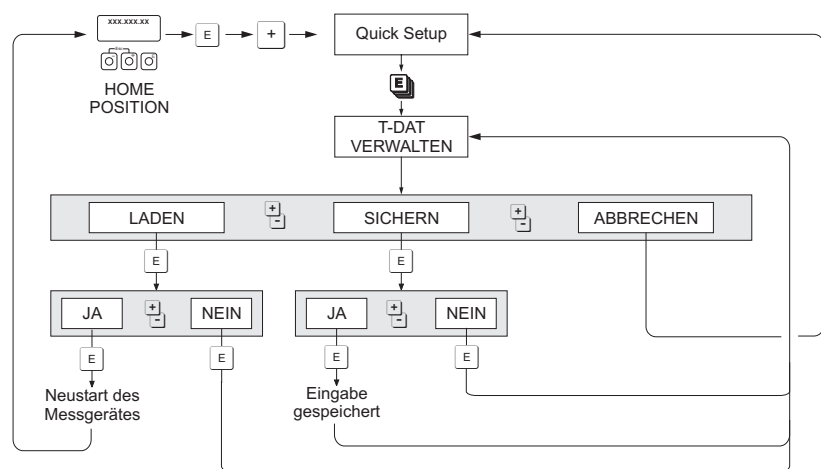 xxx.xxx.xx
Esc
E
+
-
+
E
HOME
POSITION
E
+
Quick Setup
E
T-DAT
VERWALTEN
LADEN
+
-
SICHERN
+
-
ABBRECHEN
E
E
JA
+
-
NEIN
JA
+
-
NEIN
E
E
E
E
Neustart des
Messgerätes
Eingabe
gespeichert